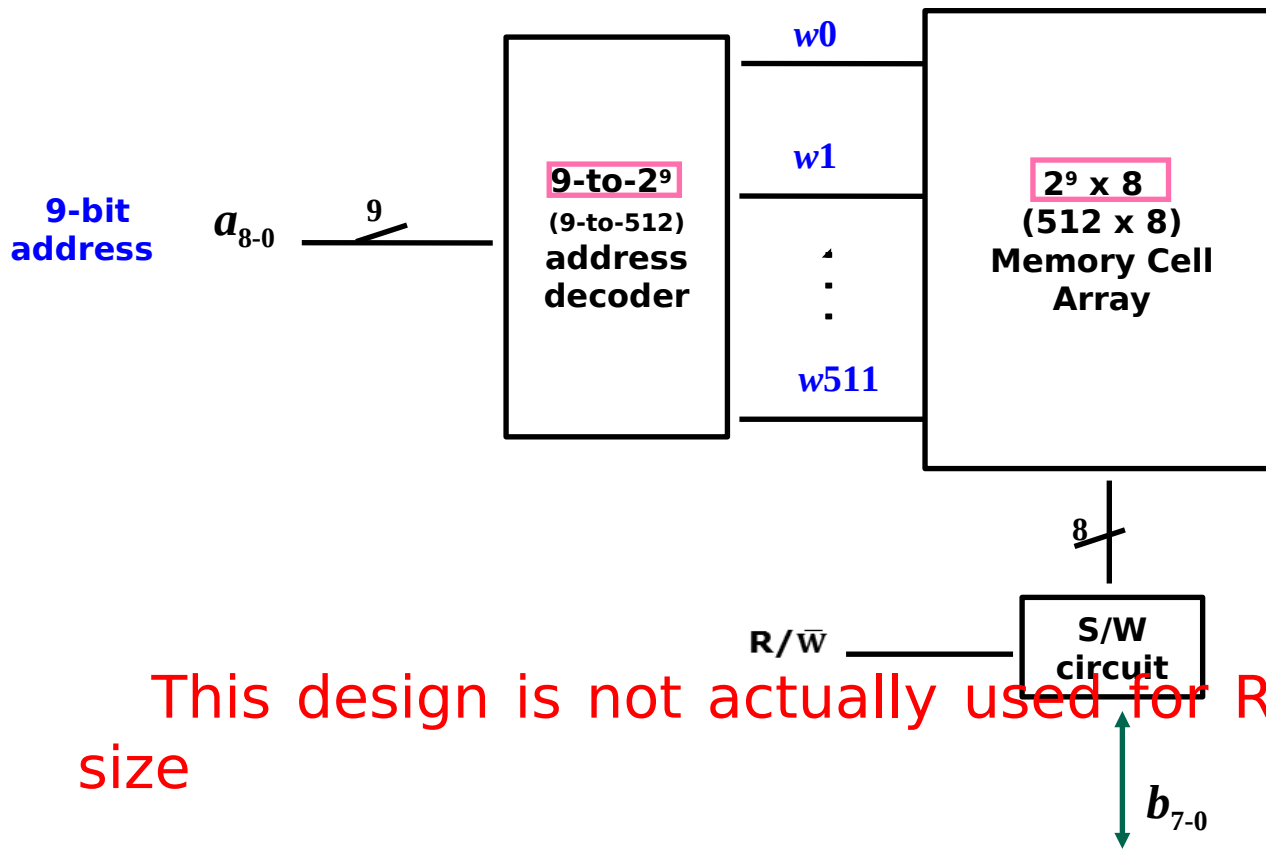 w0
w1
9-to-2⁹
(9-to-512)
address
decoder
2⁹ x 8
(512 x 8)
Memory Cell
Array
9-bit
address
a8-0
9
w511
8
S/W
circuit
R/W̅
This design is not actually used for R
size
b7-0